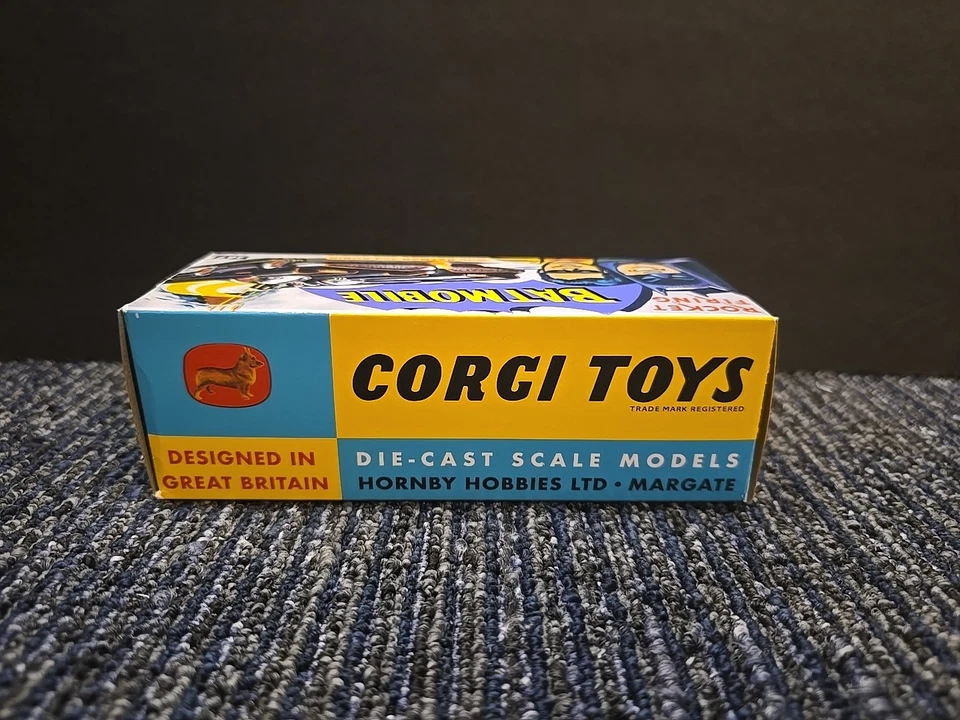 BATMOBILE
ROCKET
FIRING
CORGI TOYS
TRADE MARK REGISTERED
DESIGNED IN
GREAT BRITAIN
DIE-CAST SCALE MODELS
HORNBY HOBBIES LTD • MARGATE